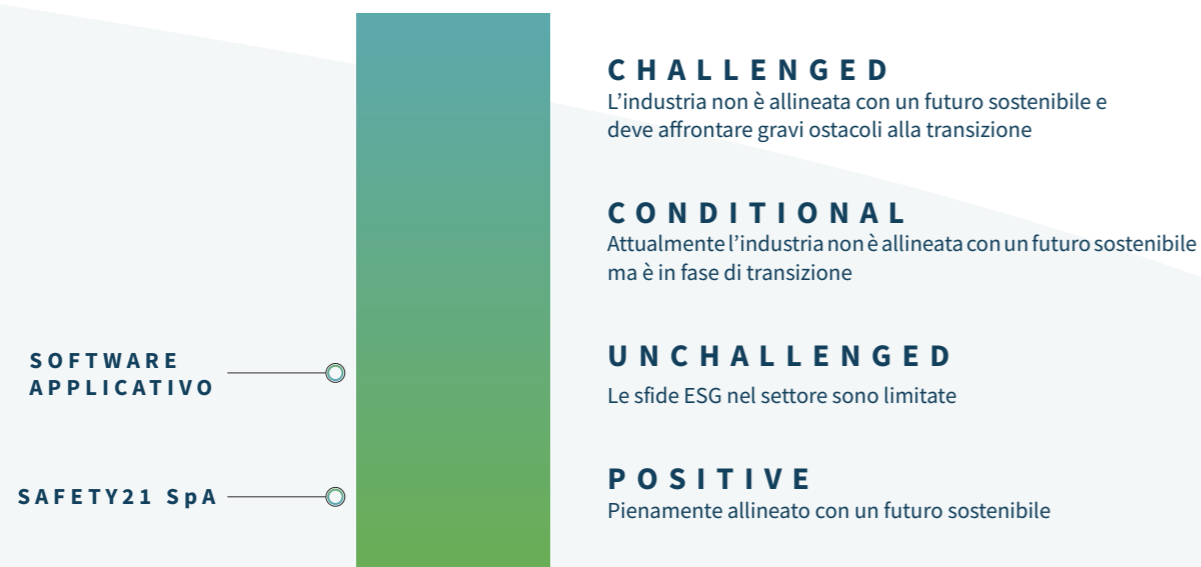 CHALLENGED
L’industria non è allineata con un futuro sostenibile e
deve affrontare gravi ostacoli alla transizione
CONDITIONAL
Attualmente l’industria non è allineata con un futuro sostenibile
ma è in fase di transizione
SOFTWARE
APPLICATIVO
UNCHALLENGED
Le sfide ESG nel settore sono limitate
SAFETY21 SpA
POSITIVE
Pienamente allineato con un futuro sostenibile